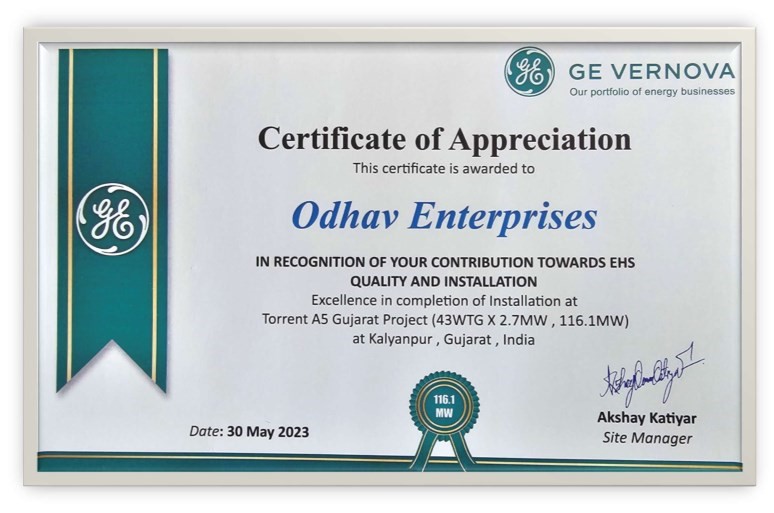 GE VERNOVA
Our portfolio of energy businesses
Certificate of Appreciation
This certificate is awarded to
Odhav Enterprises
IN RECOGNITION OF YOUR CONTRIBUTION TOWARDS EHS
QUALITY AND INSTALLATION
Excellence in completion of Installation at
Torrent A5 Gujarat Project (43WTG X 2.7MW , 116.1MW)
at Kalyanpur , Gujarat , India
GE
GE
116.1
MW
Akshay Katiyar
Site Manager
Date: 30 May 2023